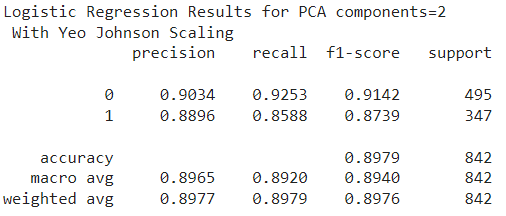 Logistic Regression Results for PCA components=2
With Yeo Johnson Scaling
precision recall f1-score support
0 0.9034 0.9253 0.9142 495
1 0.8896 0.8588 0.8739 347
accuracy 0.8979 842
macro avg 0.8965 0.8920 0.8940 842
weighted avg 0.8977 0.8979 0.8976 842